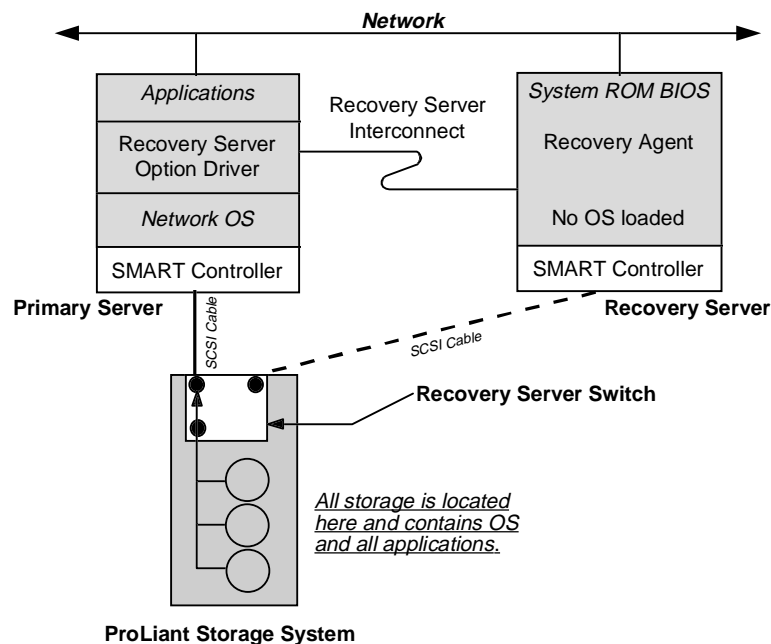 Network
Applications
Recovery Server
Option Driver
Network OS
SMART Controller
Primary Server
Recovery Server
Interconnect
System ROM BIOS
Recovery Agent
No OS loaded
SMART Controller
Recovery Server
SCSI Cable
SCSI Cable
Recovery Server Switch
All storage is located
here and contains OS
and all applications.
ProLiant Storage System